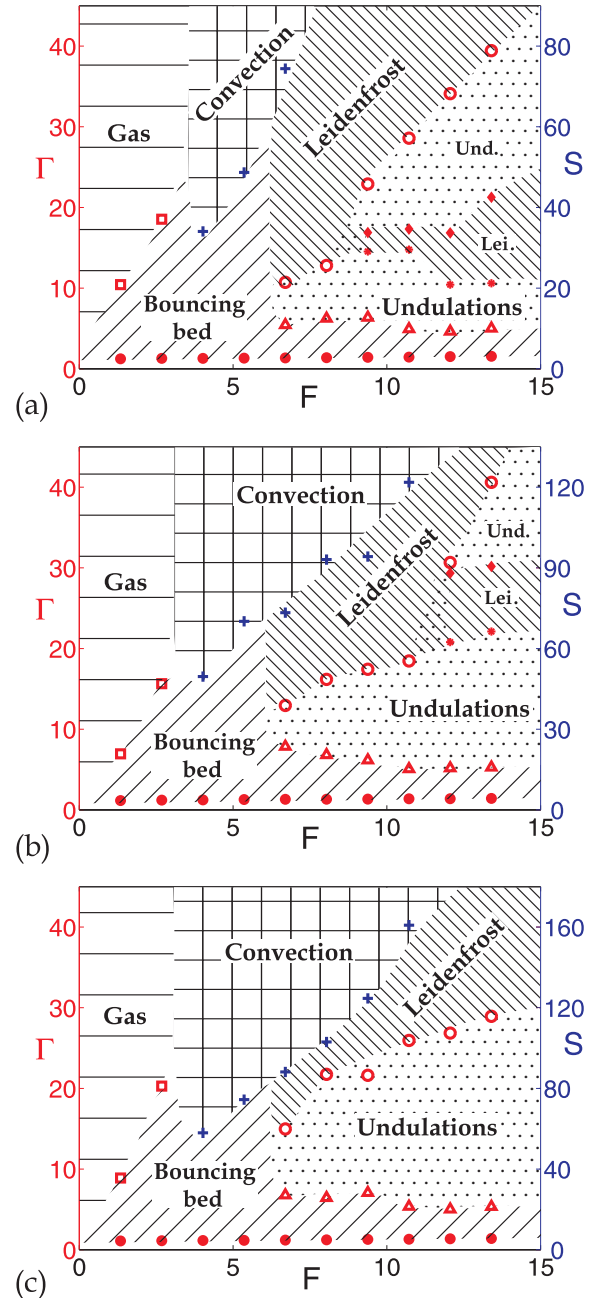 40
30
20
10
0
Γ
80
60
40
20
0
S
Gas
Convection
Leidenfrost
Und.
Lei.
Bouncing
bed
Undulations
0
5
10
15
F
(a)
40
30
20
10
0
Γ
120
90
60
30
0
S
Convection
Gas
Leidenfrost
Und.
Lei.
Undulations
Bouncing
bed
0
5
10
15
F
(b)
40
30
20
10
0
Γ
160
120
80
40
0
S
Convection
Leidenfrost
Gas
Undulations
Bouncing
bed
0
5
10
15
F
(c)